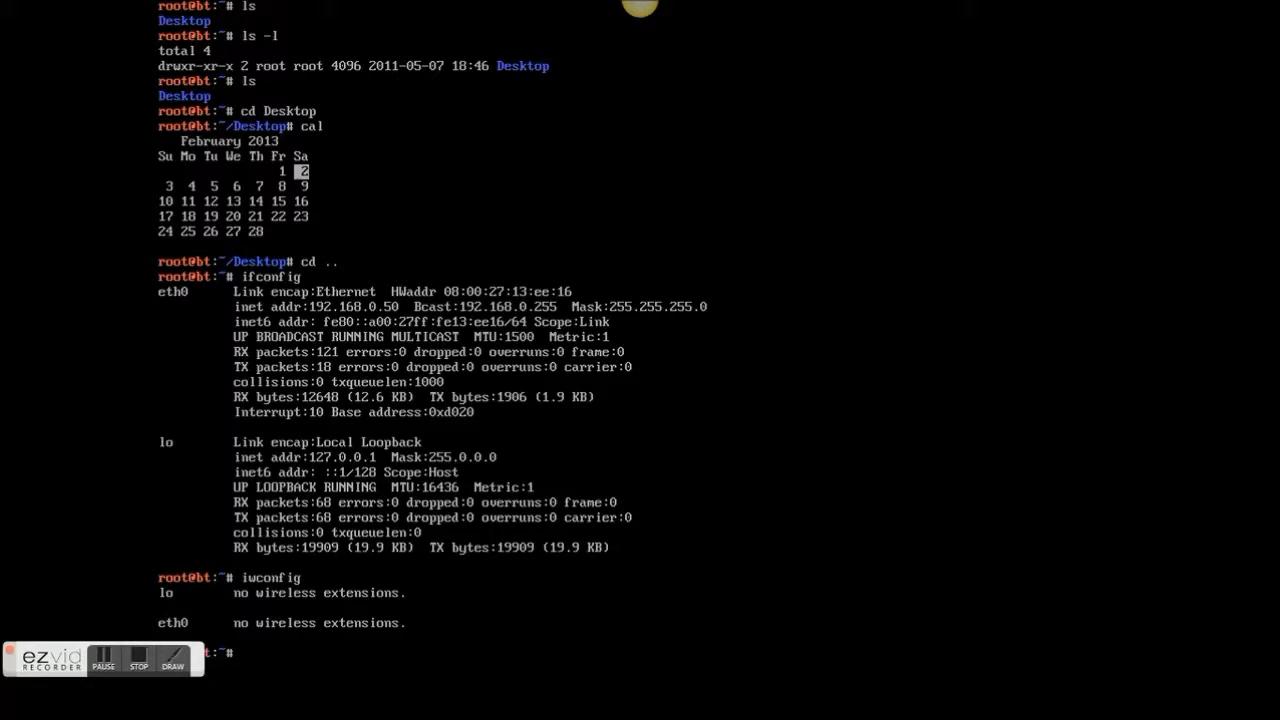 root@bt:~# ls
Desktop
root@bt:~# ls -l
total 4
drwxr-xr-x 2 root root 4096 2011-05-07 18:46 Desktop
root@bt:~# ls
Desktop
root@bt:~# cd Desktop
root@bt:~/Desktop# cal
   February 2013
Su Mo Tu We Th Fr Sa
                1  2
 3  4  5  6  7  8  9
10 11 12 13 14 15 16
17 18 19 20 21 22 23
24 25 26 27 28
root@bt:~/Desktop# cd ..
root@bt:~# ifconfig
eth0      Link encap:Ethernet  HWaddr 08:00:27:13:ee:16
          inet addr:192.168.0.50  Bcast:192.168.0.255  Mask:255.255.255.0
          inet6 addr: fe80::a00:27ff:fe13:ee16/64 Scope:Link
          UP BROADCAST RUNNING MULTICAST  MTU:1500  Metric:1
          RX packets:121 errors:0 dropped:0 overruns:0 frame:0
          TX packets:18 errors:0 dropped:0 overruns:0 carrier:0
          collisions:0 txqueuelen:1000
          RX bytes:12648 (12.6 KB)  TX bytes:1906 (1.9 KB)
          Interrupt:10 Base address:0xd020
lo        Link encap:Local Loopback
          inet addr:127.0.0.1  Mask:255.0.0.0
          inet6 addr: ::1/128 Scope:Host
          UP LOOPBACK RUNNING  MTU:16436  Metric:1
          RX packets:68 errors:0 dropped:0 overruns:0 frame:0
          TX packets:68 errors:0 dropped:0 overruns:0 carrier:0
          collisions:0 txqueuelen:0
          RX bytes:19909 (19.9 KB)  TX bytes:19909 (19.9 KB)
root@bt:~# iwconfig
lo        no wireless extensions.
eth0      no wireless extensions.
t:~#
ezvid
RECORDER
PAUSE STOP DRAW